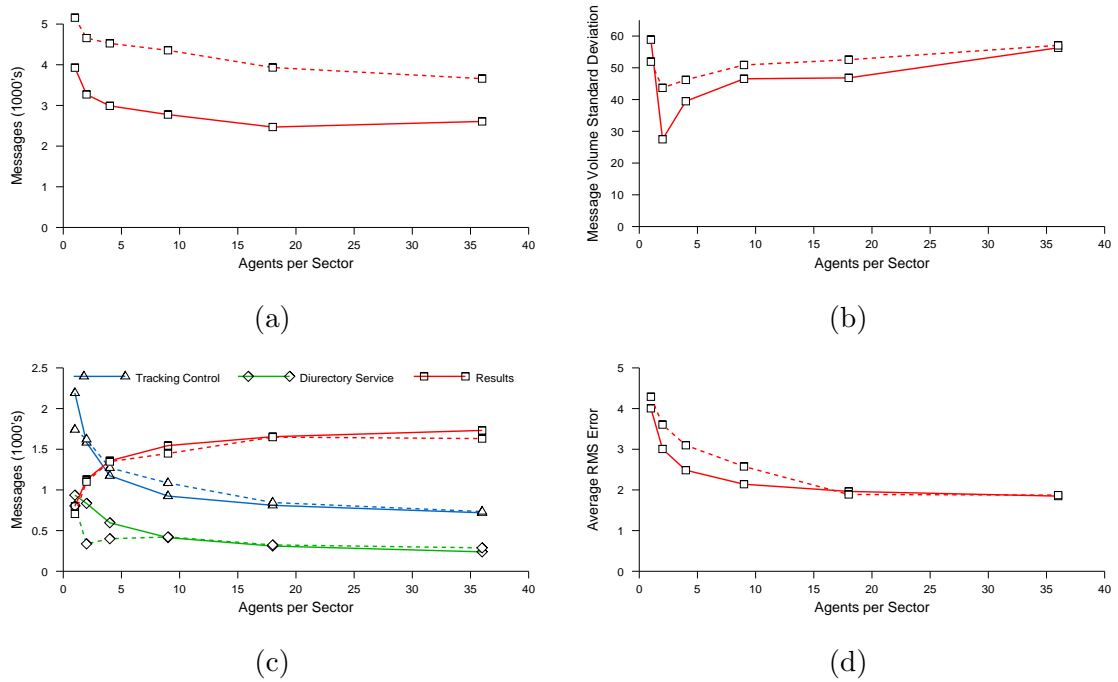 5
4
3
2
1
0
Messages (1000's)
0 5 10 15 20 25 30 35 40
Agents per Sector
(a)
60
50
40
30
20
10
0
Message Volume Standard Deviation
0 5 10 15 20 25 30 35 40
Agents per Sector
(b)
2.5
2
1.5
1
0.5
0
Messages (1000's)
Tracking Control Diurectory Service Results
0 5 10 15 20 25 30 35 40
Agents per Sector
(c)
5
4
3
2
1
0
Average RMS Error
0 5 10 15 20 25 30 35 40
Agents per Sector
(d)